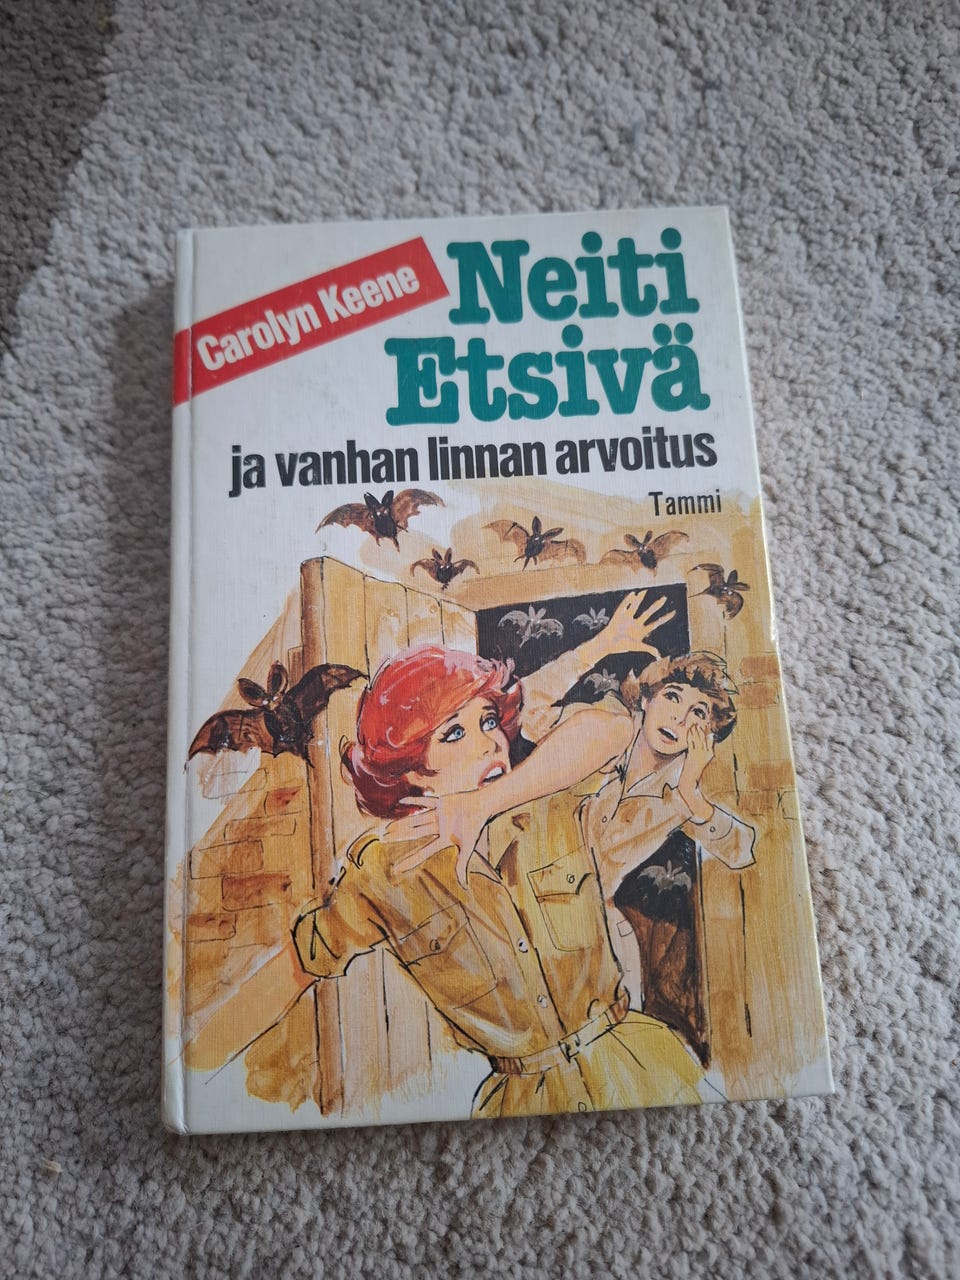 Carolyn Keene
Neiti
Etsivä
ja vanhan linnan arvoitus
Tammi